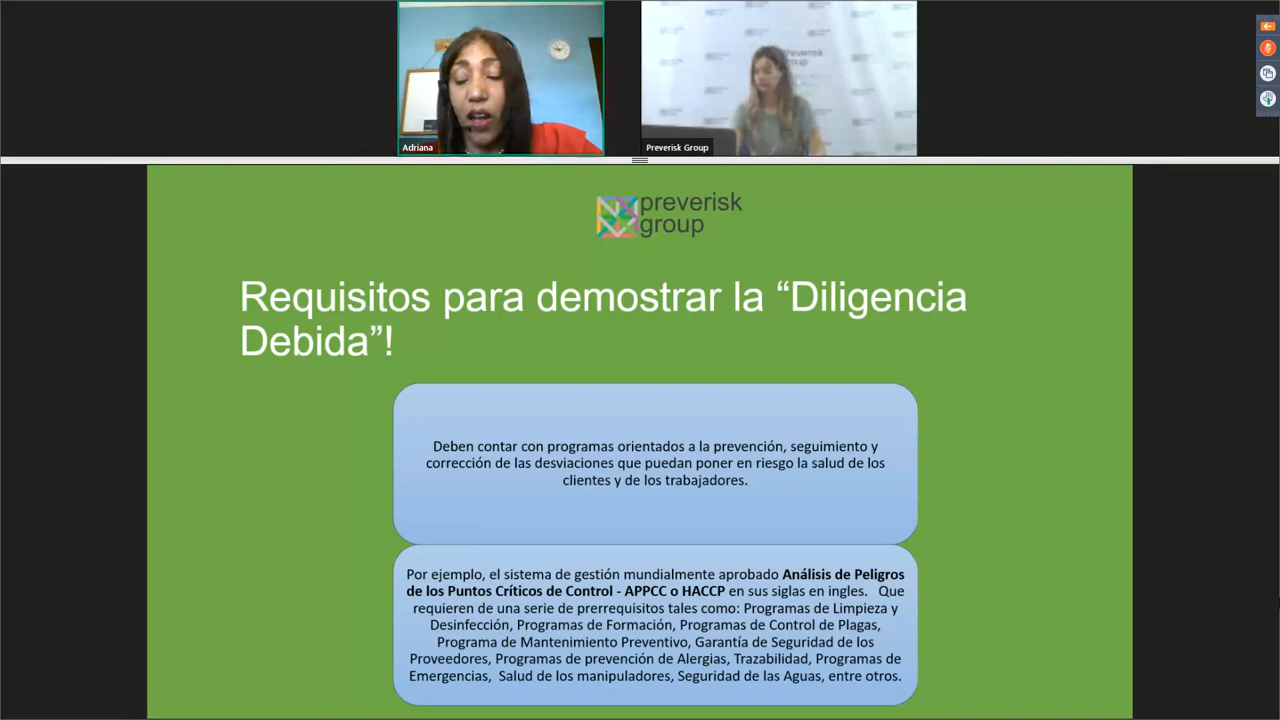 Adriana
Preverisk Group
preverisk
group
Requisitos para demostrar la “Diligencia
Debida”!
Deben contar con programas orientados a la prevención, seguimiento y
corrección de las desviaciones que puedan poner en riesgo la salud de los
clientes y de los trabajadores.
Por ejemplo, el sistema de gestión mundialmente aprobado Análisis de Peligros
de los Puntos Críticos de Control - APPCC o HACCP en sus siglas en ingles. Que
requieren de una serie de prerrequisitos tales como: Programas de Limpieza y
Desinfección, Programas de Formación, Programas de Control de Plagas,
Programa de Mantenimiento Preventivo, Garantía de Seguridad de los
Proveedores, Programas de prevención de Alergias, Trazabilidad, Programas de
Emergencias, Salud de los manipuladores, Seguridad de las Aguas, entre otros.